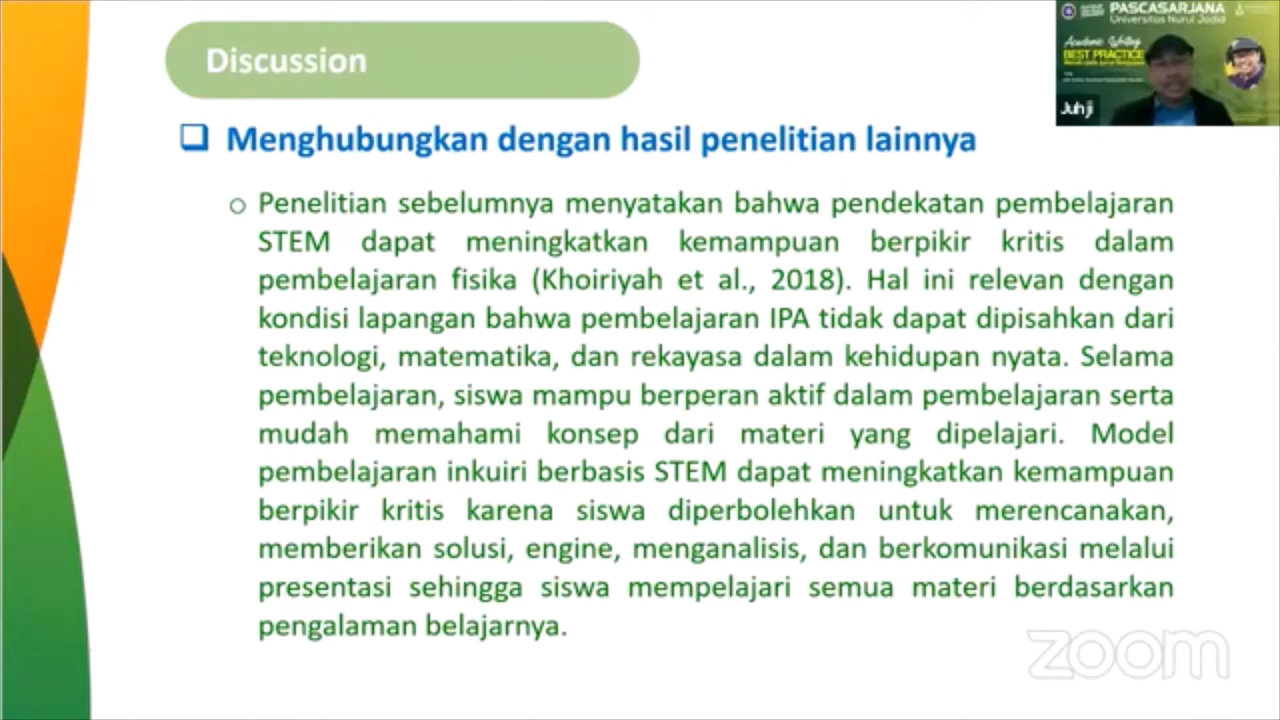 Discussion
Menghubungkan dengan hasil penelitian lainnya
Penelitian sebelumnya menyatakan bahwa pendekatan pembelajaran
STEM dapat meningkatkan kemampuan berpikir kritis dalam
pembelajaran fisika (Khoiriyah et al., 2018). Hal ini relevan dengan
kondisi lapangan bahwa pembelajaran IPA tidak dapat dipisahkan dari
teknologi, matematika, dan rekayasa dalam kehidupan nyata. Selama
pembelajaran, siswa mampu berperan aktif dalam pembelajaran serta
mudah memahami konsep dari materi yang dipelajari. Model
pembelajaran inkuiri berbasis STEM dapat meningkatkan kemampuan
berpikir kritis karena siswa diperbolehkan untuk merencanakan,
memberikan solusi, engine, menganalisis, dan berkomunikasi melalui
presentasi sehingga siswa mempelajari semua materi berdasarkan
pengalaman belajarnya.
PASCASARJANA
Universitas Nurul Jadid
Academic Writing
BEST PRACTICE
Juhji
zoom